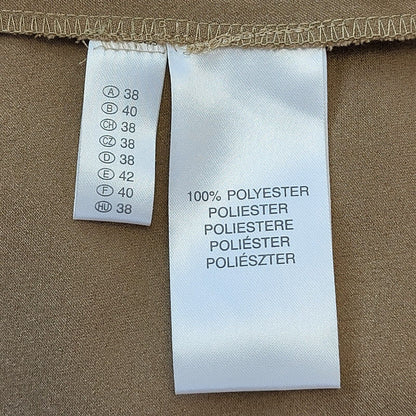 A 38
B 40
CH 38
CZ 38
D 38
E 42
F 40
HU 38
100% POLYESTER
POLIESTER
POLIESTERE
POLIÉSTER
POLIÉSZTER